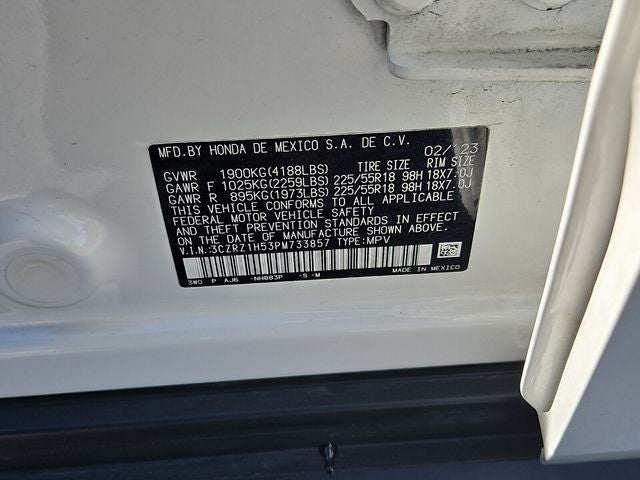 MFD.BY HONDA DE MEXICO S.A. DE C.V. 02/'23
GVWR 1900KG(4188LBS) TIRE SIZE RIM SIZE
GAWR F 1025KG(2259LBS) 225/55R18 98H 18X7.0J
GAWR R 895KG(1973LBS) 225/55R18 98H 18X7.0J
THIS VEHICLE CONFORMS TO ALL APPLICABLE
FEDERAL MOTOR VEHICLE SAFETY
AND THEFT PREVENTION STANDARDS IN EFFECT
ON THE DATE OF MANUFACTURE SHOWN ABOVE.
V.I.N.:3CZRZ1H53PM733857 TYPE:MPV
3WD P AJ6 -NH883P -S -M MADE IN MEXICO